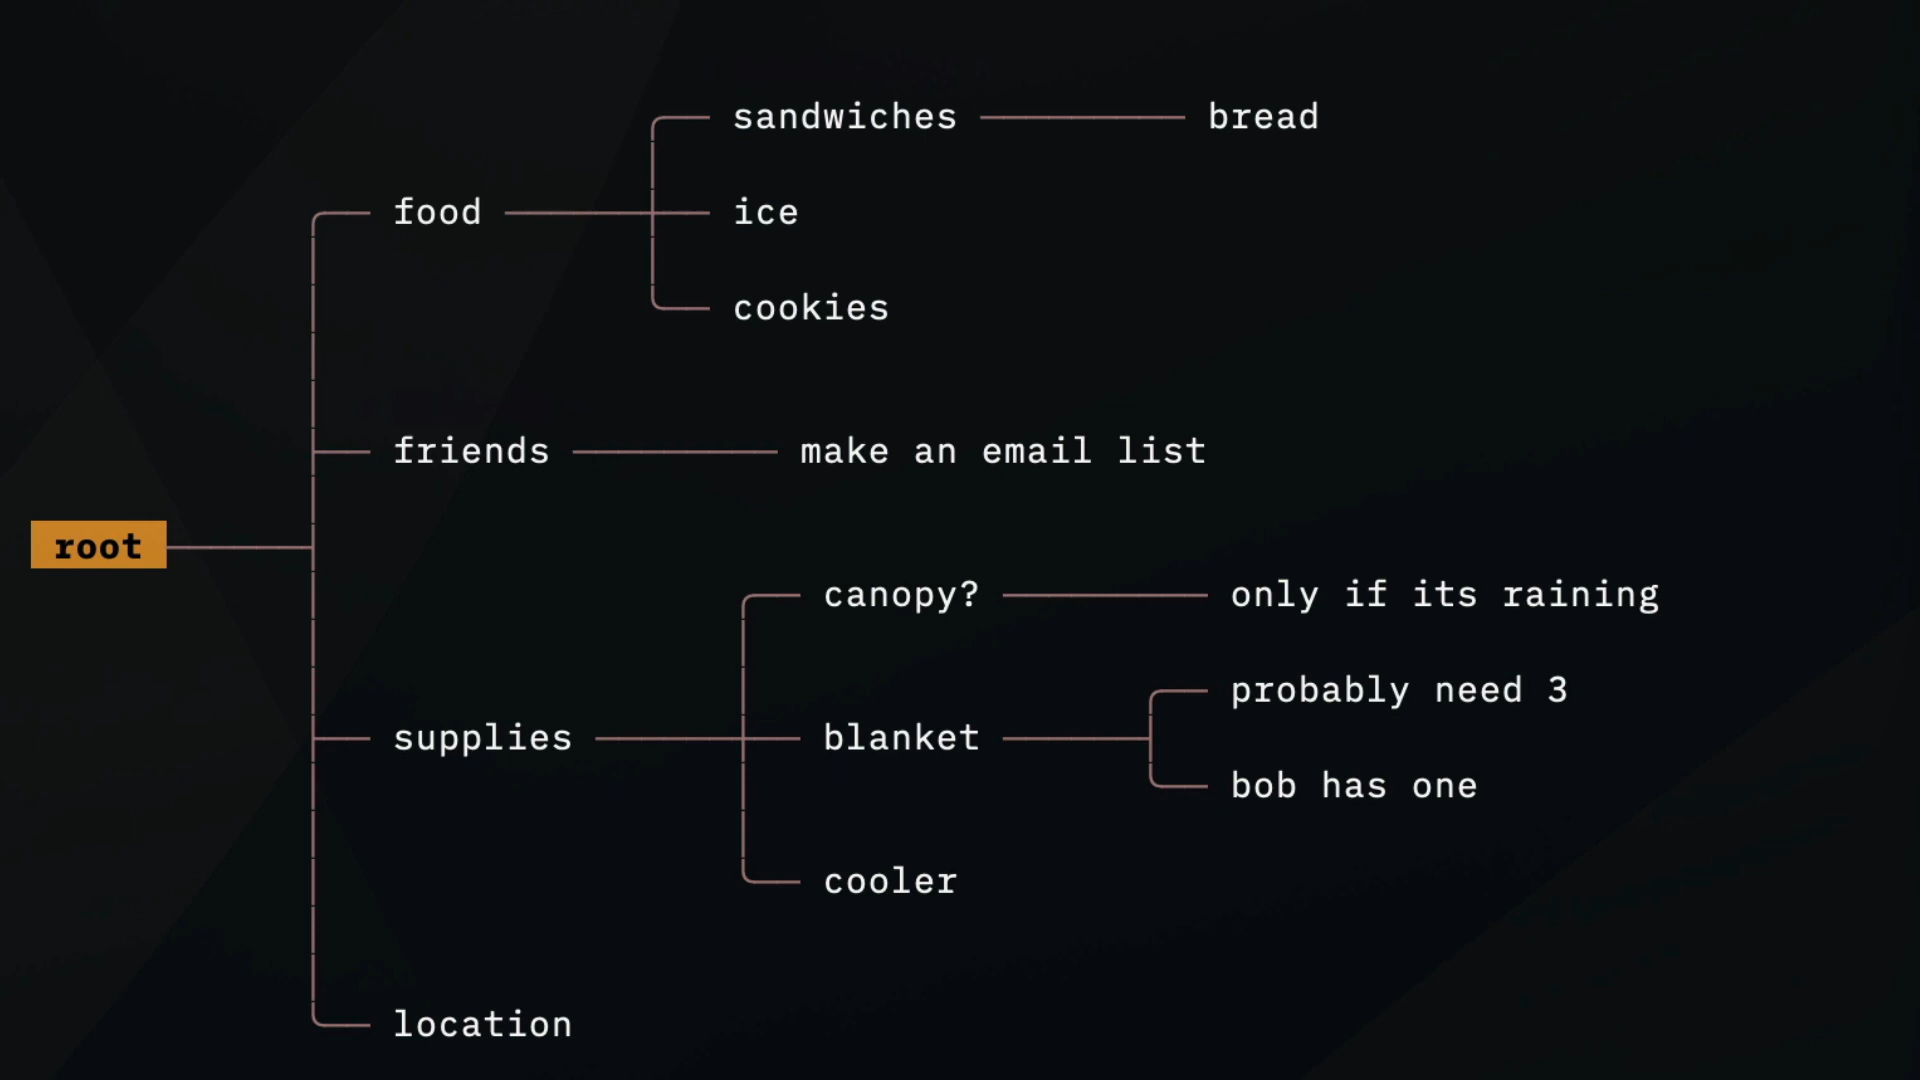 sandwiches bread
food ice
cookies
friends make an email list
root
canopy? only if its raining
probably need 3
supplies blanket
bob has one
cooler
location